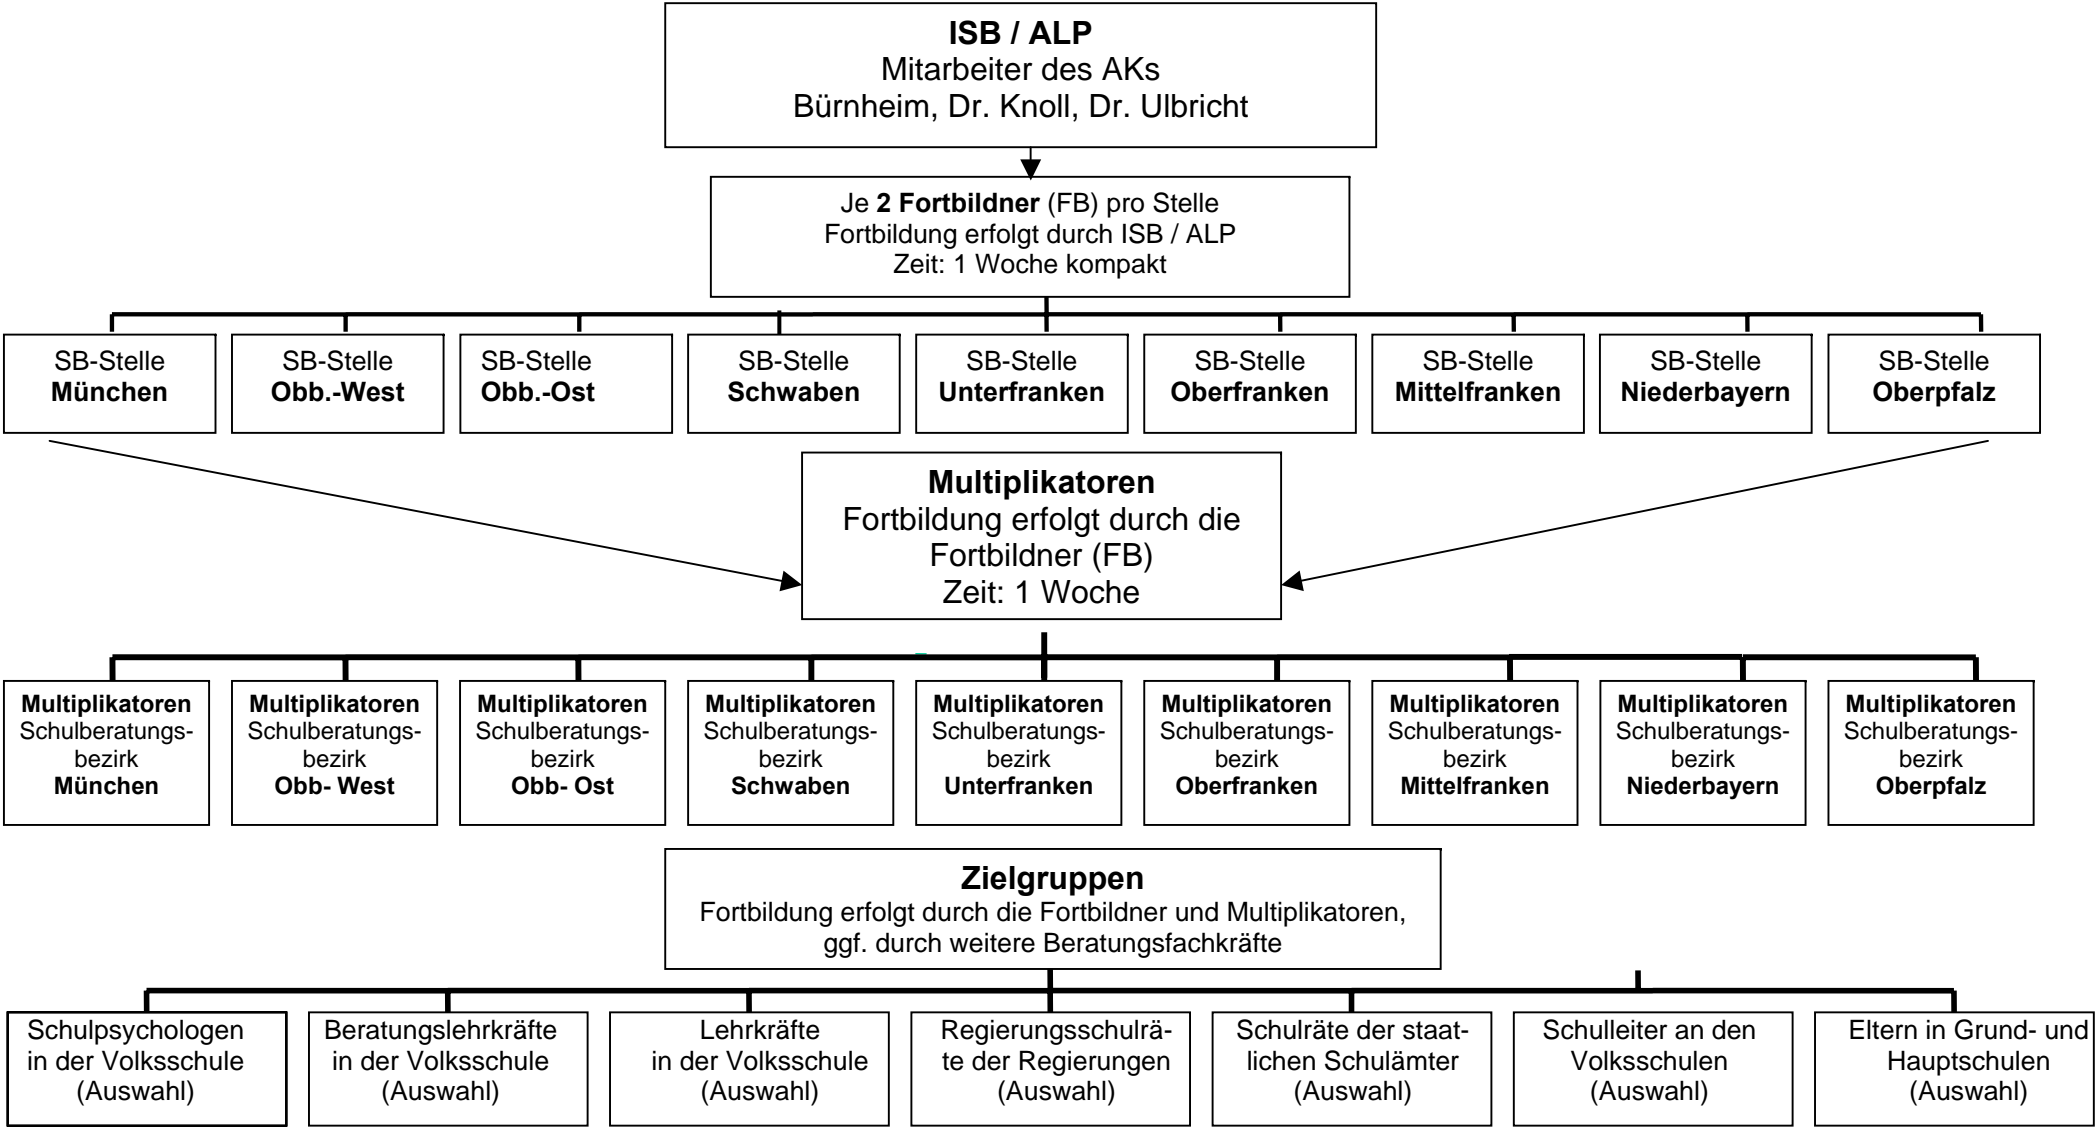 ISB / ALP
Mitarbeiter des AKs
Bürnheim, Dr. Knoll, Dr. Ulbricht
Je 2 Fortbildner (FB) pro Stelle
Fortbildung erfolgt durch ISB / ALP
Zeit: 1 Woche kompakt
SB-Stelle
München
SB-Stelle
Obb.-West
SB-Stelle
Obb.-Ost
SB-Stelle
Schwaben
SB-Stelle
Unterfranken
SB-Stelle
Oberfranken
SB-Stelle
Mittelfranken
SB-Stelle
Niederbayern
SB-Stelle
Oberpfalz
Multiplikatoren
Fortbildung erfolgt durch die
Fortbildner (FB)
Zeit: 1 Woche
Multiplikatoren
Schulberatungs-
bezirk
München
Multiplikatoren
Schulberatungs-
bezirk
Obb- West
Multiplikatoren
Schulberatungs-
bezirk
Obb- Ost
Multiplikatoren
Schulberatungs-
bezirk
Schwaben
Multiplikatoren
Schulberatungs-
bezirk
Unterfranken
Multiplikatoren
Schulberatungs-
bezirk
Oberfranken
Multiplikatoren
Schulberatungs-
bezirk
Mittelfranken
Multiplikatoren
Schulberatungs-
bezirk
Niederbayern
Multiplikatoren
Schulberatungs-
bezirk
Oberpfalz
Zielgruppen
Fortbildung erfolgt durch die Fortbildner und Multiplikatoren,
ggf. durch weitere Beratungsfachkräfte
Schulpsychologen
in der Volksschule
(Auswahl)
Beratungslehrkräfte
in der Volksschule
(Auswahl)
Lehrkräfte
in der Volksschule
(Auswahl)
Regierungsschulrä-
te der Regierungen
(Auswahl)
Schulräte der staat-
lichen Schulämter
(Auswahl)
Schulleiter an den
Volksschulen
(Auswahl)
Eltern in Grund- und
Hauptschulen
(Auswahl)